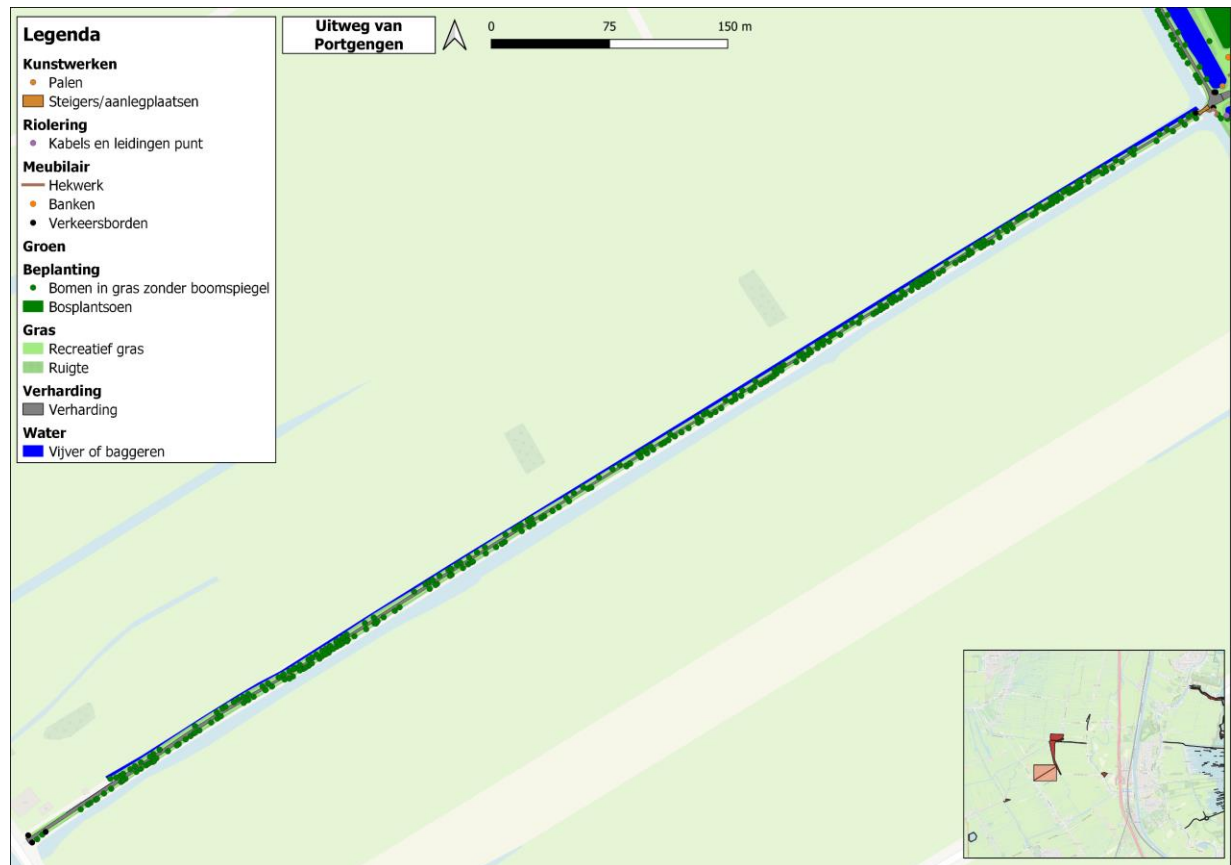 Legenda
Kunstwerken
Palen
Steigers/aanlegplaatsen
Riolering
Kabels en leidingen punt
Meubilair
Hekwerk
Banken
Verkeersborden
Groen
Beplanting
Bomen in gras zonder boomspiegel
Bosplantsoen
Gras
Recreatief gras
Ruigte
Verharding
Verharding
Water
Vijver of baggeren
Uitweg van
Portgengen
0 75 150 m